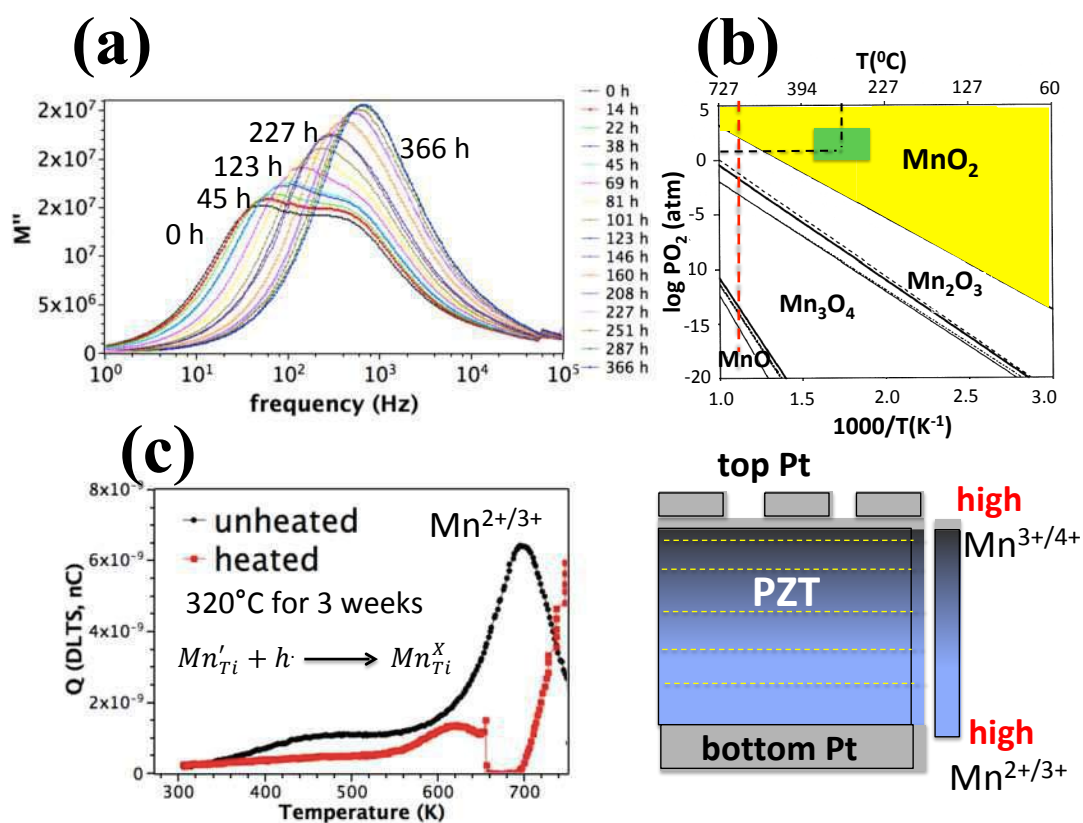 (a)
2x10⁷
2x10⁷
10⁷
5x10⁶
0
M"
0 h
45 h
123 h
227 h
366 h
10⁰
10¹
10²
10³
10⁴
10⁵
frequency (Hz)
0 h
14 h
22 h
38 h
45 h
69 h
81 h
101 h
123 h
146 h
160 h
208 h
227 h
251 h
287 h
366 h
(b)
T(⁰C)
727
394
227
127
60
5
0
-5
10
-15
-20
log PO₂ (atm)
MnO₂
Mn₂O₃
Mn₃O₄
MnO
1.0
1.5
2.0
2.5
3.0
1000/T(K⁻¹)
(c)
8x10⁻⁹
6x10⁻⁹
4x10⁻⁹
2x10⁻⁹
0
Q (DLTS, nC)
unheated
heated
Mn²⁺/³⁺
320°C for 3 weeks
Mn′Ti + h· ⟶ MnXTi
300
400
500
600
700
Temperature (K)
top Pt
PZT
bottom Pt
high
Mn³⁺/⁴⁺
high
Mn²⁺/³⁺